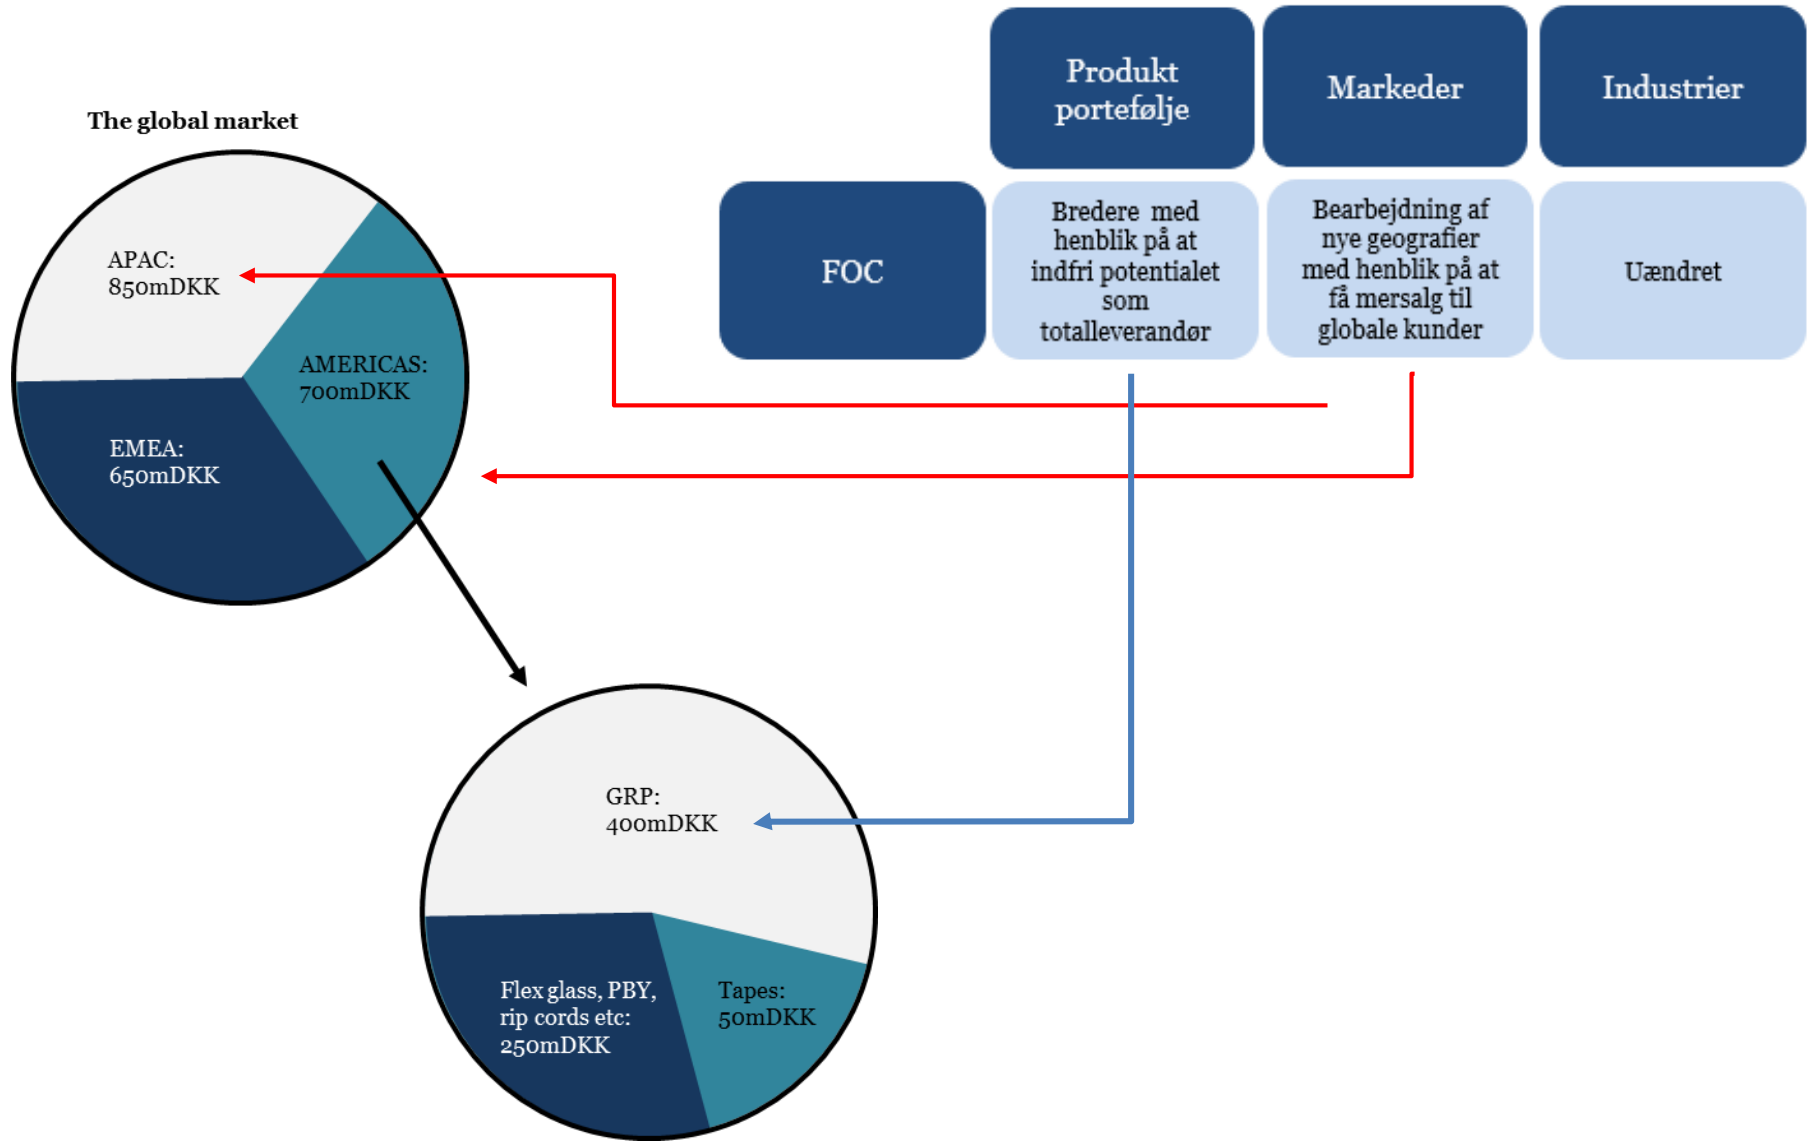 Produkt
portefølje
Markeder
Industrier
The global market
FOC
Bredere med
henblik på at
indfri potentialet
som
totalleverandør
Bearbejdning af
nye geografier
med henblik på at
få mersalg til
globale kunder
Uændret
APAC:
850mDKK
AMERICAS:
700mDKK
EMEA:
650mDKK
GRP:
400mDKK
Flex glass, PBY,
rip cords etc:
250mDKK
Tapes:
50mDKK